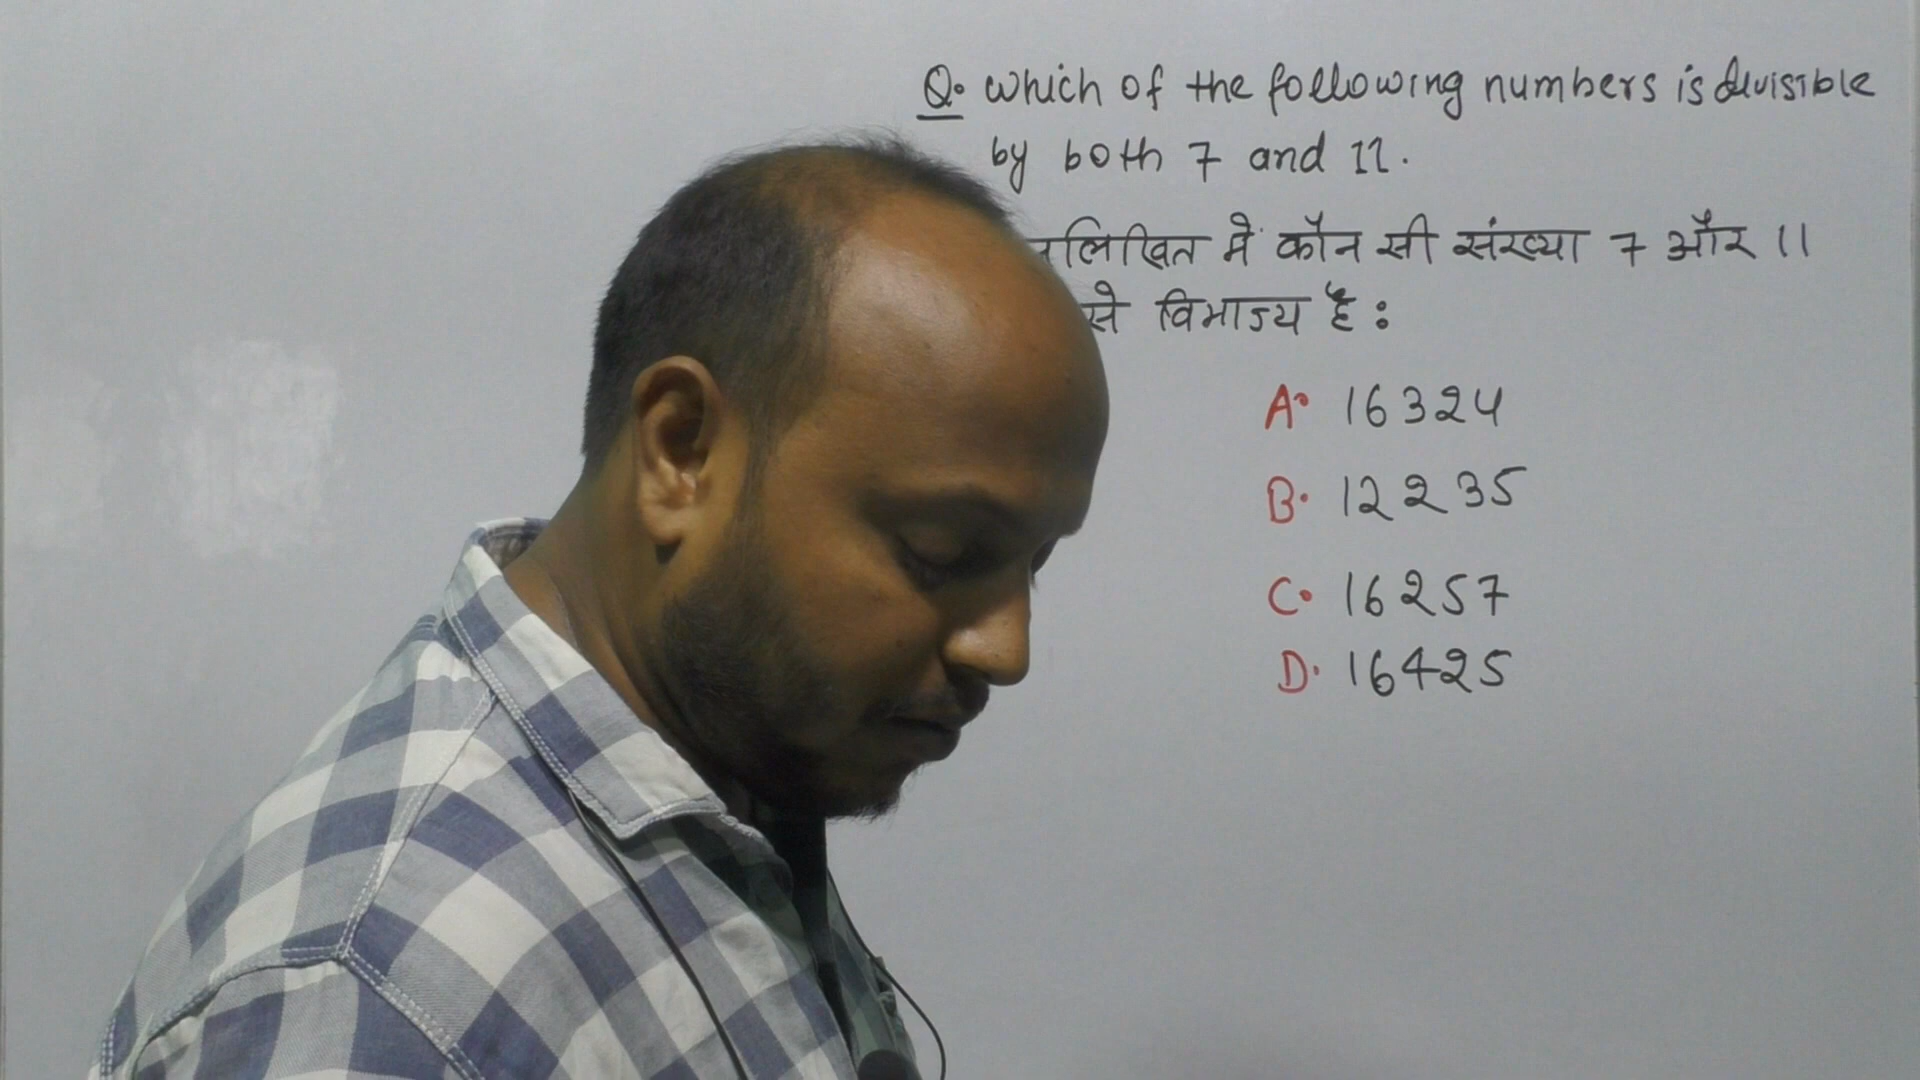 Q. Which of the following numbers is divisible
by both 7 and 11.
लिखित में कौन सी संख्या 7 और 11
से विभाज्य है :
A. 16324
B. 12235
C. 16257
D. 16425